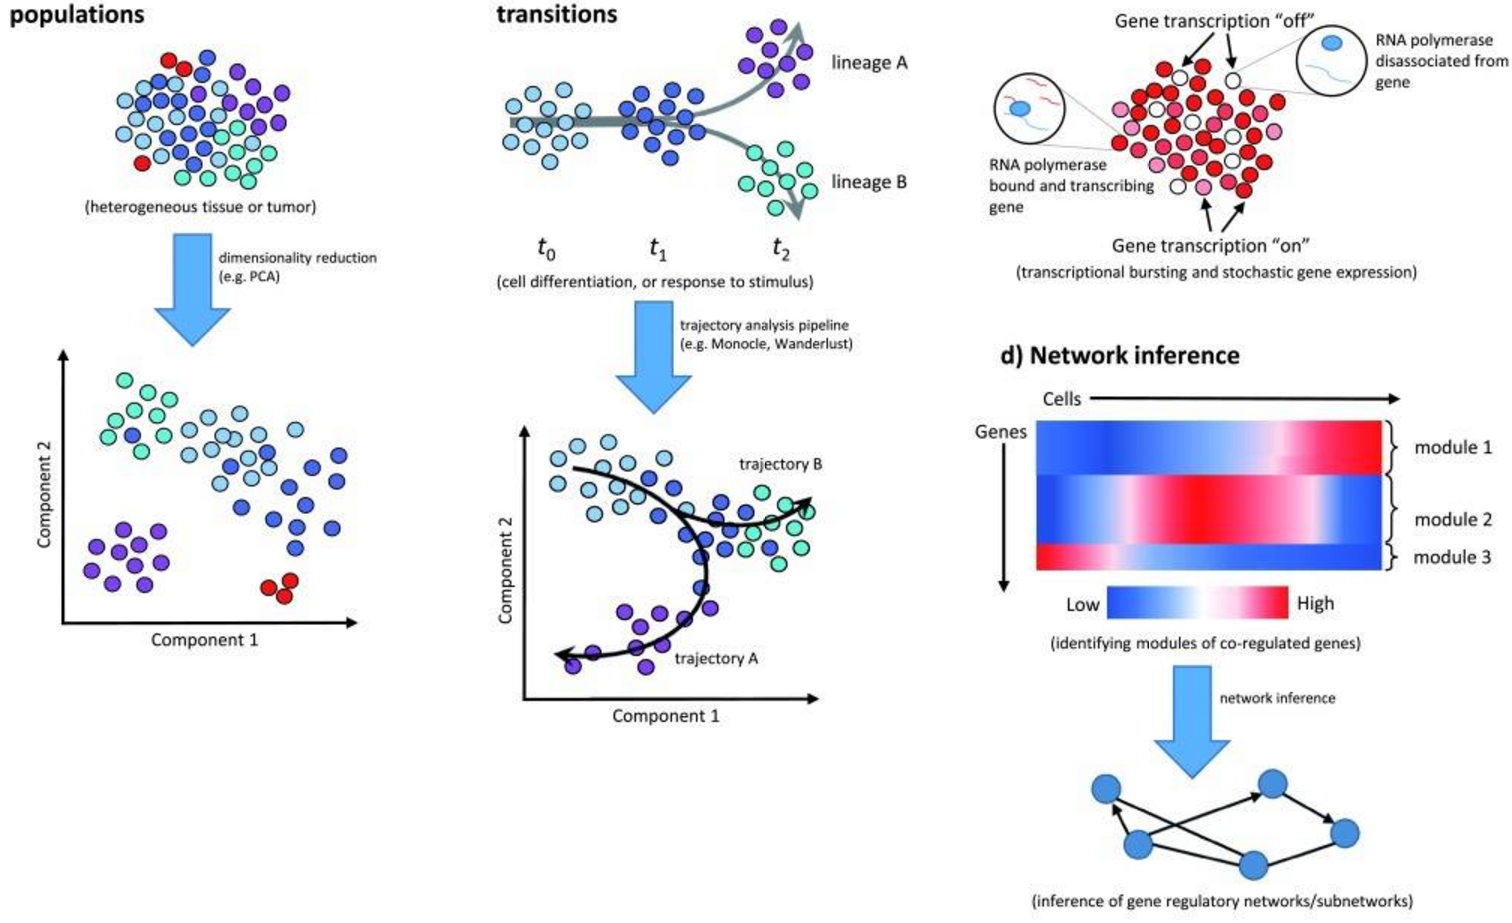 populations
(heterogeneous tissue or tumor)
dimensionality reduction
(e.g. PCA)
Component 2
Component 1
transitions
lineage A
lineage B
t0
t1
t2
(cell differentiation, or response to stimulus)
trajectory analysis pipeline
(e.g. Monocle, Wanderlust)
trajectory B
trajectory A
Component 2
Component 1
Gene transcription “off”
RNA polymerase
disassociated from
gene
RNA polymerase
bound and transcribing
gene
Gene transcription “on”
(transcriptional bursting and stochastic gene expression)
d) Network inference
Cells
Genes
module 1
module 2
module 3
Low
High
(identifying modules of co-regulated genes)
network inference
(inference of gene regulatory networks/subnetworks)